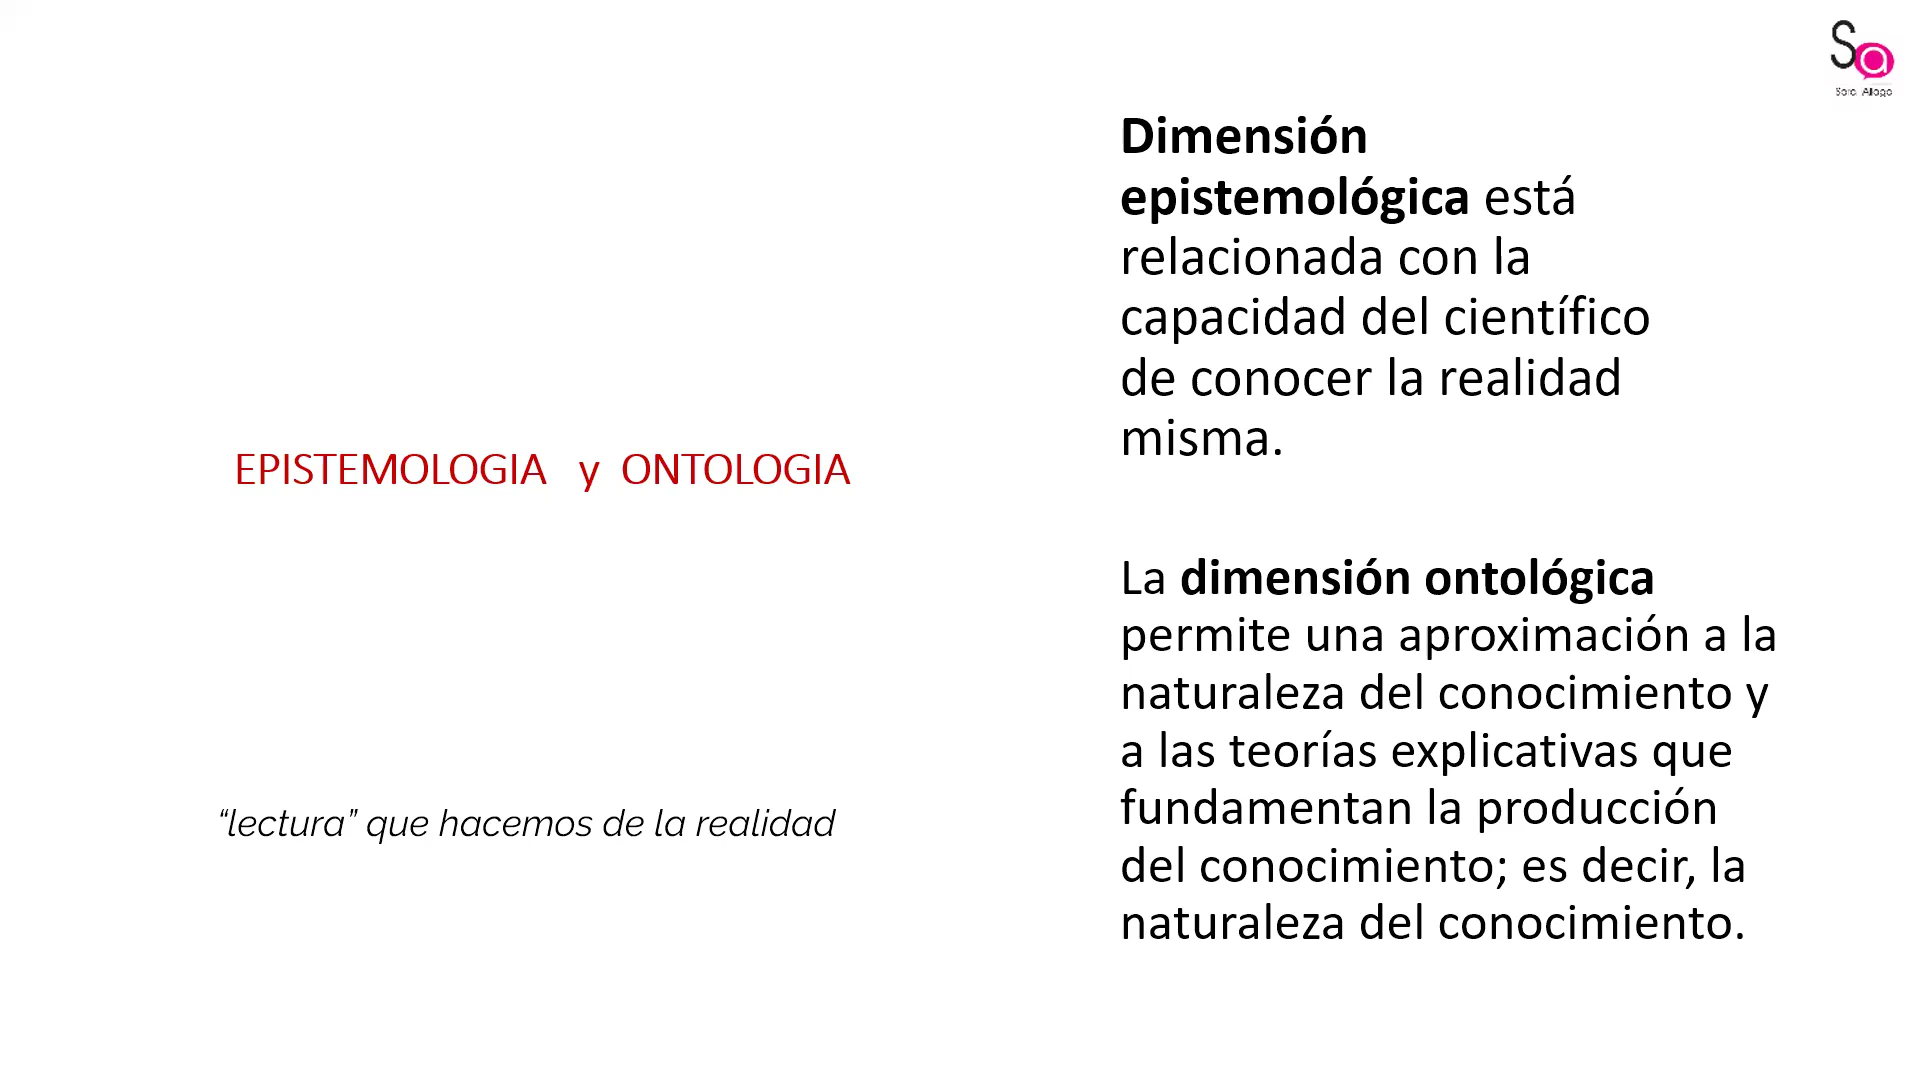 Sa
EPISTEMOLOGIA y ONTOLOGIA
“lectura” que hacemos de la realidad
Dimensión
epistemológica está
relacionada con la
capacidad del científico
de conocer la realidad
misma.
La dimensión ontológica
permite una aproximación a la
naturaleza del conocimiento y
a las teorías explicativas que
fundamentan la producción
del conocimiento; es decir, la
naturaleza del conocimiento.